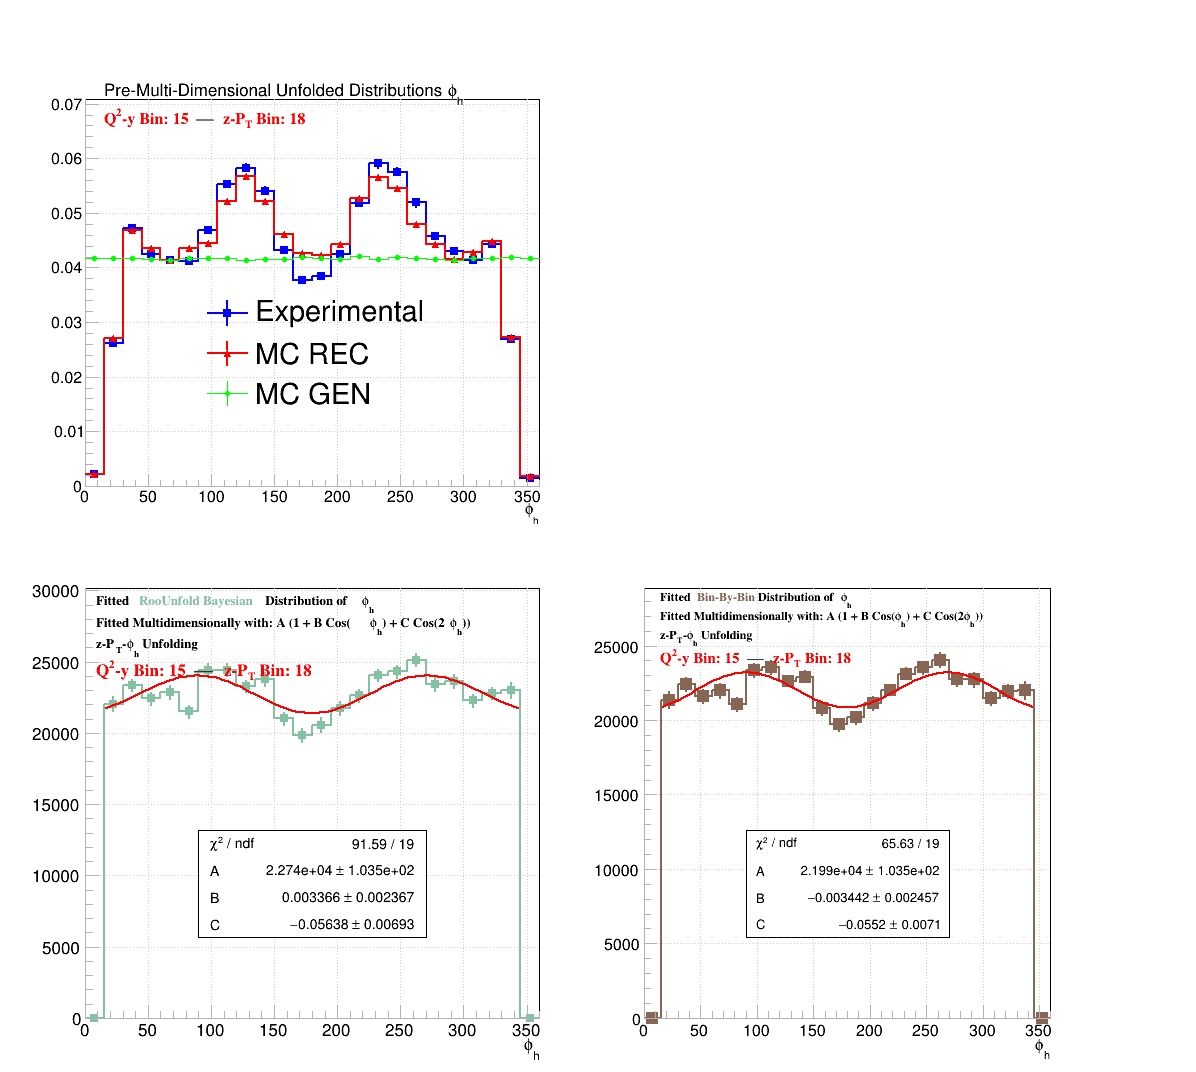 Pre-Multi-Dimensional Unfolded Distributions ϕh
Q2-y Bin: 15 — z-PT Bin: 18
0.07
0.06
0.05
0.04
0.03
0.02
0.01
0
Experimental
MC REC
MC GEN
0 50 100 150 200 250 300 350
ϕh
Fitted RooUnfold Bayesian Distribution of ϕh
Fitted Multidimensionally with: A (1 + B Cos( ϕh) + C Cos(2 ϕh))
z-PT-ϕh Unfolding
Q2-y Bin: 15 — z-PT Bin: 18
30000
25000
20000
15000
10000
5000
0
χ2 / ndf 91.59 / 19
A 2.274e+04 ± 1.035e+02
B 0.003366 ± 0.002367
C −0.05638 ± 0.00693
0 50 100 150 200 250 300 350
ϕh
Fitted Bin-By-Bin Distribution of ϕh
Fitted Multidimensionally with: A (1 + B Cos(ϕh) + C Cos(2ϕh))
z-PT-ϕh Unfolding
Q2-y Bin: 15 — z-PT Bin: 18
25000
20000
15000
10000
5000
0
χ2 / ndf 65.63 / 19
A 2.199e+04 ± 1.035e+02
B −0.003442 ± 0.002457
C −0.0552 ± 0.0071
0 50 100 150 200 250 300 350
ϕh